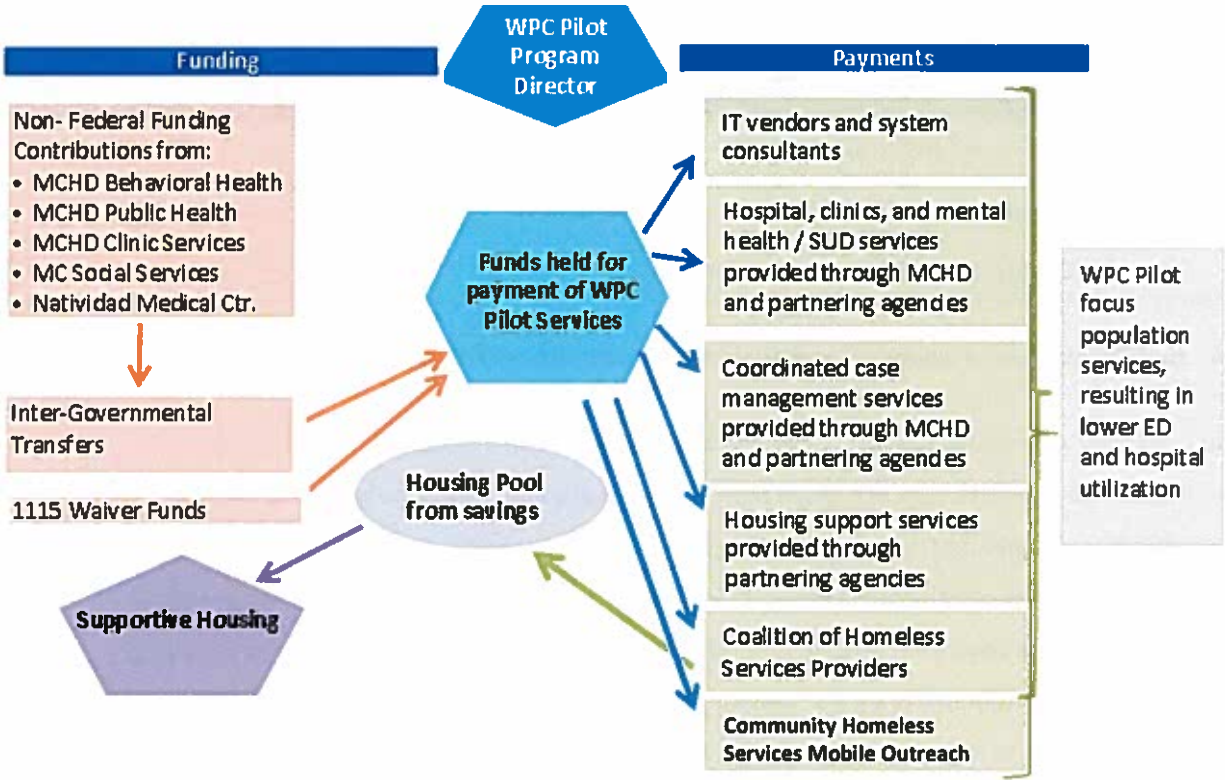 WPC Pilot
Program
Director
Funding
Payments
Non- Federal Funding
Contributions from:
• MCHD Behavioral Health
• MCHD Public Health
• MCHD Clinic Services
• MC Social Services
• Natividad Medical Ctr.
Inter-Governmental
Transfers
1115 Waiver Funds
Supportive Housing
Funds held for
payment of WPC
Pilot Services
Housing Pool
from savings
IT vendors and system
consultants
Hospital, clinics, and mental
health / SUD services
provided through MCHD
and partnering agencies
Coordinated case
management services
provided through MCHD
and partnering agencies
Housing support services
provided through
partnering agencies
Coalition of Homeless
Services Providers
Community Homeless
Services Mobile Outreach
WPC Pilot
focus
population
services,
resulting in
lower ED
and hospital
utilization